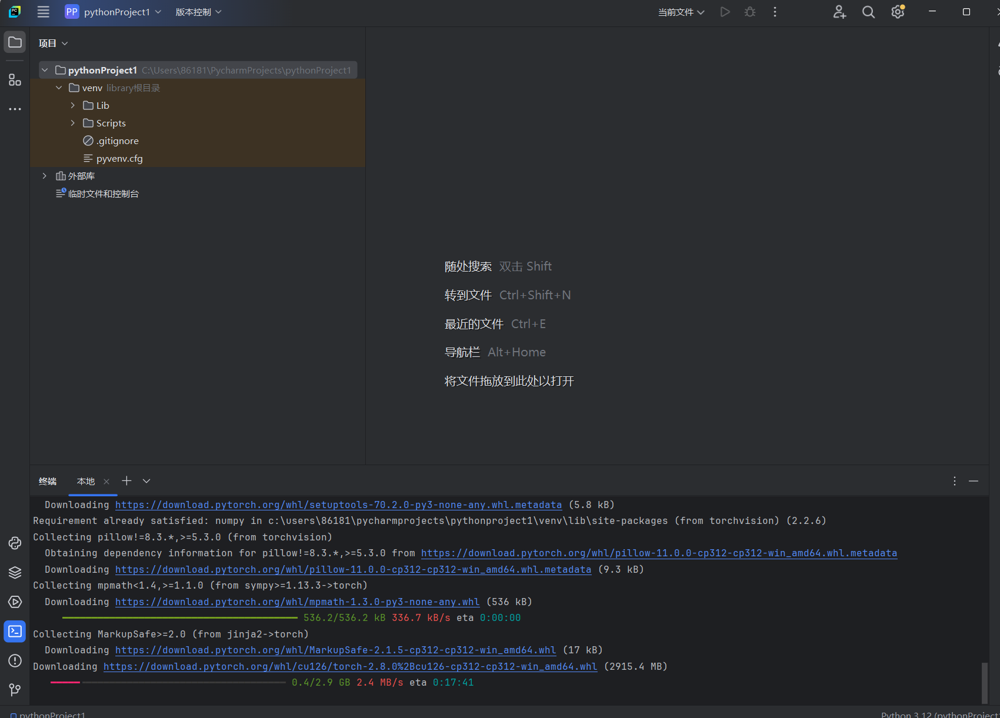 PC
PP pythonProject1 版本控制 当前文件
项目
pythonProject1 C:\Users\86181\PycharmProjects\pythonProject1
venv library根目录
Lib
Scripts
.gitignore
pyvenv.cfg
外部库
临时文件和控制台
随处搜索 双击 Shift
转到文件 Ctrl+Shift+N
最近的文件 Ctrl+E
导航栏 Alt+Home
将文件拖放到此处以打开
终端 本地
Downloading https://download.pytorch.org/whl/setuptools-70.2.0-py3-none-any.whl.metadata (5.8 kB)
Requirement already satisfied: numpy in c:\users\86181\pycharmprojects\pythonproject1\venv\lib\site-packages (from torchvision) (2.2.6)
Collecting pillow!=8.3.*,>=5.3.0 (from torchvision)
Obtaining dependency information for pillow!=8.3.*,>=5.3.0 from https://download.pytorch.org/whl/pillow-11.0.0-cp312-cp312-win_amd64.whl.metadata
Downloading https://download.pytorch.org/whl/pillow-11.0.0-cp312-cp312-win_amd64.whl.metadata (9.3 kB)
Collecting mpmath<1.4,>=1.1.0 (from sympy>=1.13.3->torch)
Downloading https://download.pytorch.org/whl/mpmath-1.3.0-py3-none-any.whl (536 kB)
536.2/536.2 kB 336.7 kB/s eta 0:00:00
Collecting MarkupSafe>=2.0 (from jinja2->torch)
Downloading https://download.pytorch.org/whl/MarkupSafe-2.1.5-cp312-cp312-win_amd64.whl (17 kB)
Downloading https://download.pytorch.org/whl/cu126/torch-2.8.0%2Bcu126-cp312-cp312-win_amd64.whl (2915.4 MB)
0.4/2.9 GB 2.4 MB/s eta 0:17:41
pythonProject1 Python 3.12 (pythonProject